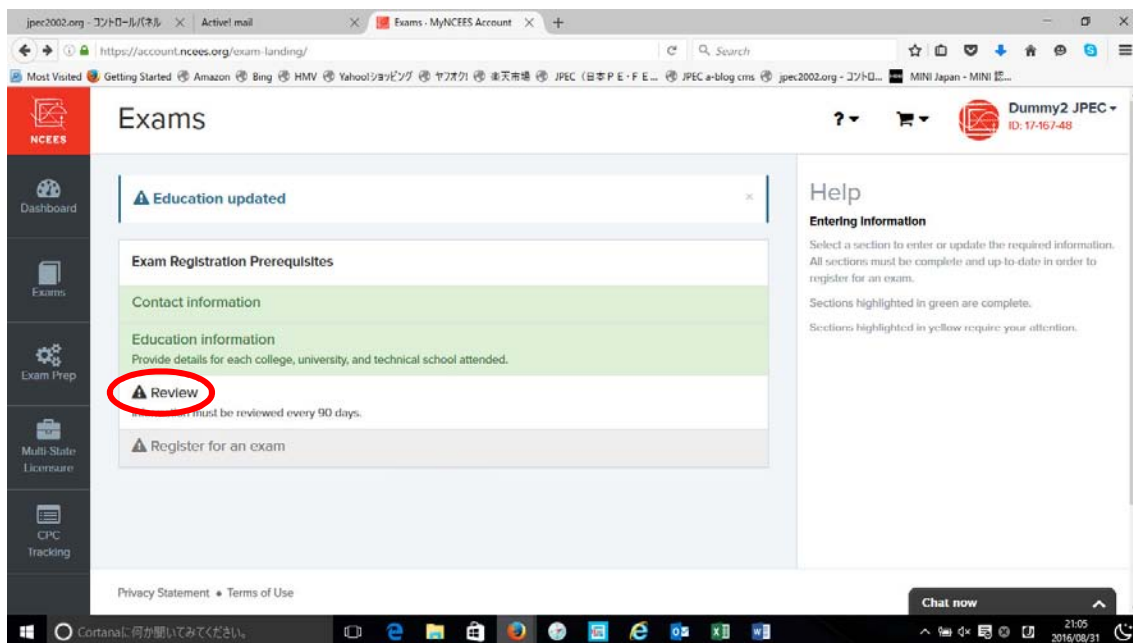 jpec2002.org - コントロールパネル
Active! mail
Exams - MyNCEES Account
https://account.ncees.org/exam-landing/
Search
Most Visited Getting Started Amazon Bing HMV Yahoo!ショッピング ヤフオク! 楽天市場 JPEC (日本PE・FE... JPEC a-blog cms jpec2002.org - コントロ... MINI Japan - MINI 認...
NCEES
Exams
?
Dummy2 JPEC
ID: 17-167-48
Dashboard
Exams
Exam Prep
Multi-State
Licensure
CPC
Tracking
Education updated
Exam Registration Prerequisites
Contact information
Education information
Provide details for each college, university, and technical school attended.
Review
Information must be reviewed every 90 days.
Register for an exam
Help
Entering Information
Select a section to enter or update the required information.
All sections must be complete and up-to-date in order to
register for an exam.
Sections highlighted in green are complete.
Sections highlighted in yellow require your attention.
Privacy Statement • Terms of Use
Chat now
Cortanaに何か聞いてみてください。
21:05
2016/08/31